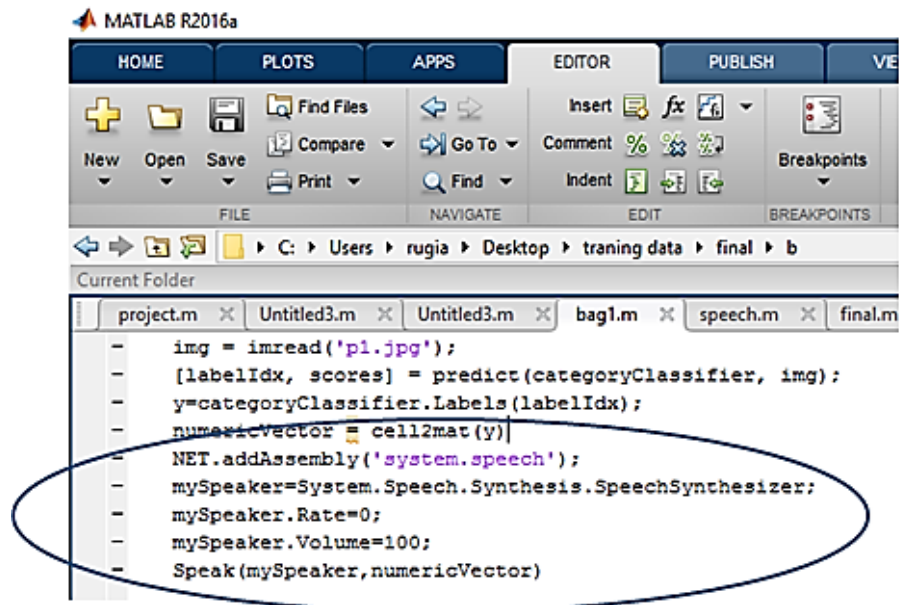 MATLAB R2016a
HOME PLOTS APPS EDITOR PUBLISH VIE
Find Files Insert fx
New Open Save Compare Go To Comment Breakpoints
Print Find Indent
FILE NAVIGATE EDIT BREAKPOINTS
C: Users rugia Desktop traning data final b
Current Folder
project.m Untitled3.m Untitled3.m bag1.m speech.m final.m
img = imread('p1.jpg');
[labelIdx, scores] = predict(categoryClassifier, img);
y=categoryClassifier.Labels(labelIdx);
numericVector = cell2mat(y)
NET.addAssembly('system.speech');
mySpeaker=System.Speech.Synthesis.SpeechSynthesizer;
mySpeaker.Rate=0;
mySpeaker.Volume=100;
Speak(mySpeaker,numericVector)